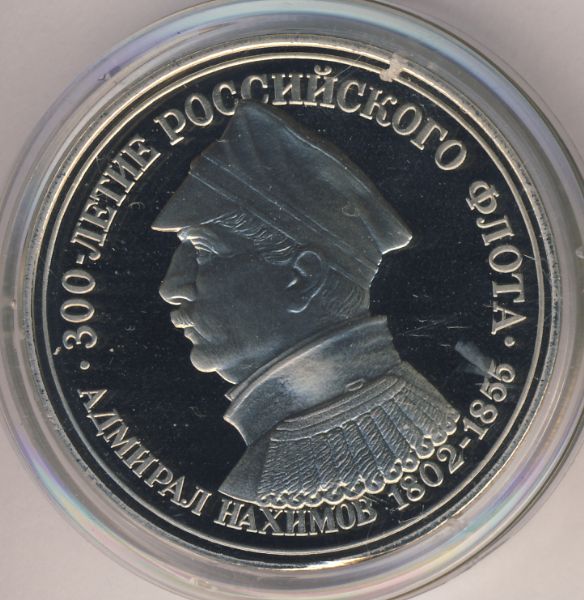 · 300-ЛЕТИЕ РОССИЙСКОГО ФЛОТА ·
АДМИРАЛ НАХИМОВ 1802-1855